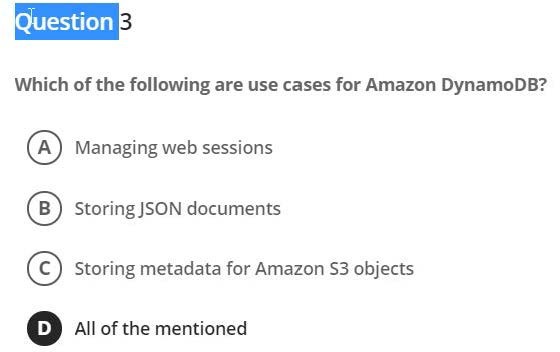 Question 3
Which of the following are use cases for Amazon DynamoDB?
A Managing web sessions
B Storing JSON documents
C Storing metadata for Amazon S3 objects
D All of the mentioned